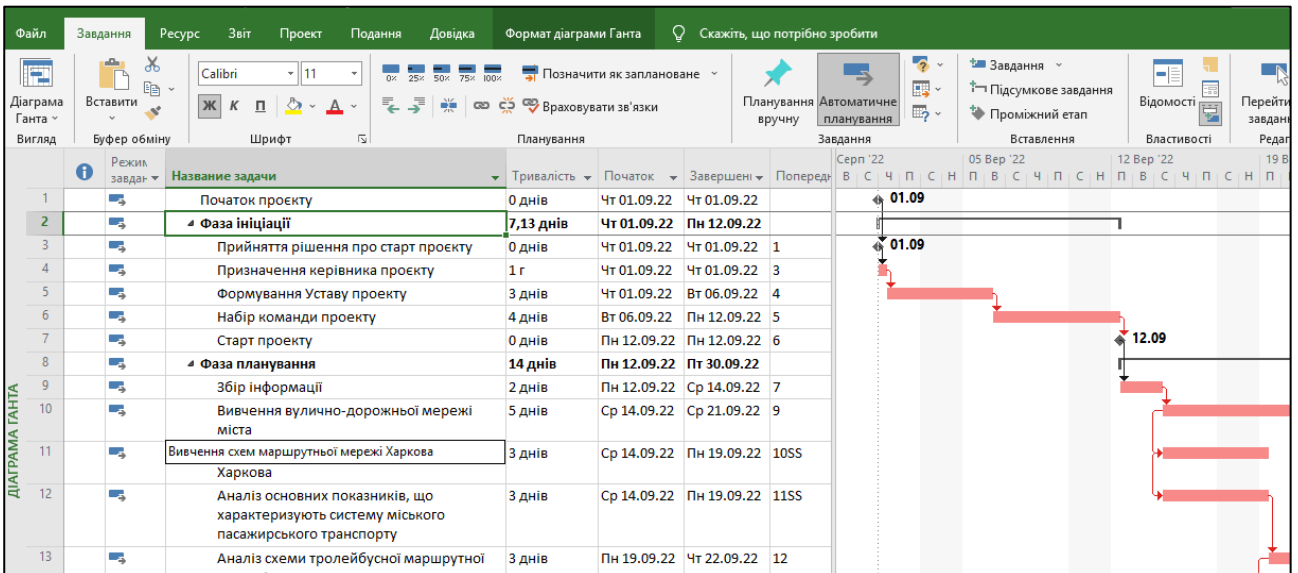 Файл Завдання Ресурс Звіт Проект Подання Довідка Формат діаграми Ганта Скажіть, що потрібно зробити
Діаграма Ганта
Вигляд
Вставити
Буфер обміну
Calibri 11
Ж К П А
Шрифт
0% 25% 50% 75% 100%
Позначити як заплановане
Враховувати зв'язки
Планування
Планування вручну
Автоматичне планування
Завдання
Завдання
Підсумкове завдання
Проміжний етап
Вставлення
Відомості
Властивості
Перейти
завданн
Редаг
Режим завдан Название задачи Тривалість Початок Завершені Попередн
Серп '22 05 Вер '22 12 Вер '22 19 В
В С Ч П С Н П В С Ч П С Н П В С Ч П С Н П
1 Початок проєкту 0 днів Чт 01.09.22 Чт 01.09.22 01.09
2 Фаза ініціації 7,13 днів Чт 01.09.22 Пн 12.09.22
3 Прийняття рішення про старт проєкту 0 днів Чт 01.09.22 Чт 01.09.22 1 01.09
4 Призначення керівника проєкту 1 г Чт 01.09.22 Чт 01.09.22 3
5 Формування Уставу проекту 3 днів Чт 01.09.22 Вт 06.09.22 4
6 Набір команди проекту 4 днів Вт 06.09.22 Пн 12.09.22 5
7 Старт проекту 0 днів Пн 12.09.22 Пн 12.09.22 6 12.09
8 Фаза планування 14 днів Пн 12.09.22 Пт 30.09.22
9 Збір інформації 2 днів Пн 12.09.22 Ср 14.09.22 7
10 Вивчення вулично-дорожньої мережі 5 днів Ср 14.09.22 Ср 21.09.22 9
міста
11 Вивчення схем маршрутної мережі Харкова 3 днів Ср 14.09.22 Пн 19.09.22 10SS
Харкова
12 Аналіз основних показників, що 3 днів Ср 14.09.22 Пн 19.09.22 11SS
характеризують систему міського
пасажирського транспорту
13 Аналіз схеми тролейбусної маршрутної 3 днів Пн 19.09.22 Чт 22.09.22 12
ДІАГРАМА ГАНТА